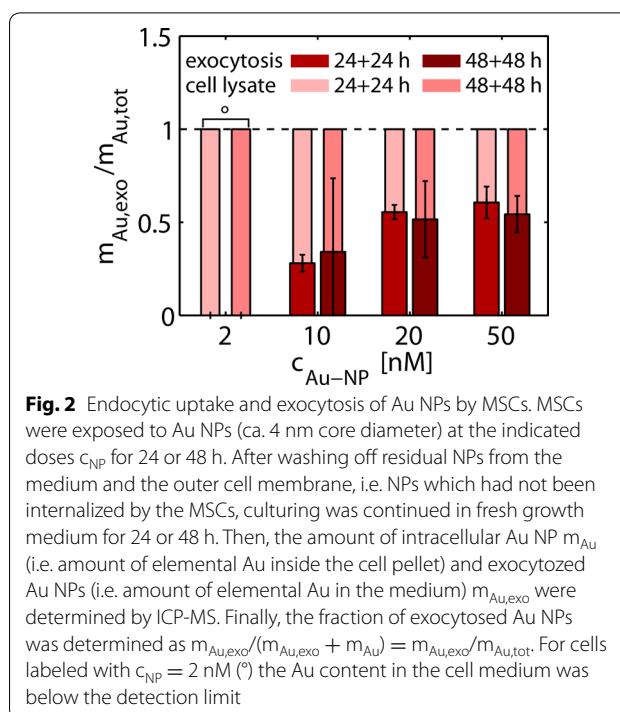 1.5
exocytosis 24+24 h 48+48 h
cell lysate 24+24 h 48+48 h
°
1
0.5
0
m_Au,exo/m_Au,tot
2 10 20 50
c_Au−NP [nM]
Fig. 2 Endocytic uptake and exocytosis of Au NPs by MSCs. MSCs
were exposed to Au NPs (ca. 4 nm core diameter) at the indicated
doses c_NP for 24 or 48 h. After washing off residual NPs from the
medium and the outer cell membrane, i.e. NPs which had not been
internalized by the MSCs, culturing was continued in fresh growth
medium for 24 or 48 h. Then, the amount of intracellular Au NP m_Au
(i.e. amount of elemental Au inside the cell pellet) and exocytozed
Au NPs (i.e. amount of elemental Au in the medium) m_Au,exo were
determined by ICP-MS. Finally, the fraction of exocytosed Au NPs
was determined as m_Au,exo/(m_Au,exo + m_Au) = m_Au,exo/m_Au,tot. For cells
labeled with c_NP = 2 nM (°) the Au content in the cell medium was
below the detection limit